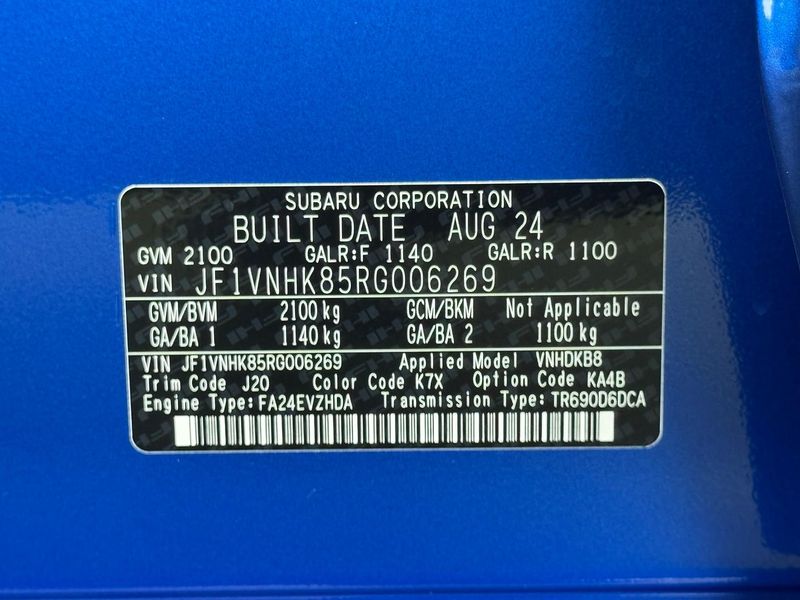 SUBARU CORPORATION
BUILT DATE AUG 24
GVM 2100 GALR:F 1140 GALR:R 1100
VIN JF1VNHK85RG006269
GVM/BVM 2100 kg GCM/BKM Not Applicable
GA/BA 1 1140 kg GA/BA 2 1100 kg
VIN JF1VNHK85RG006269 Applied Model VNHDKB8
Trim Code J20 Color Code K7X Option Code KA4B
Engine Type:FA24EVZHDA Transmission Type:TR690D6DCA